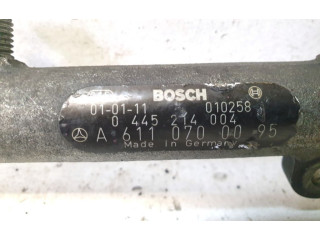 BOSCH
01-01-11 010258
0 445 214 004
A 611 070 00 95
Made in Germany